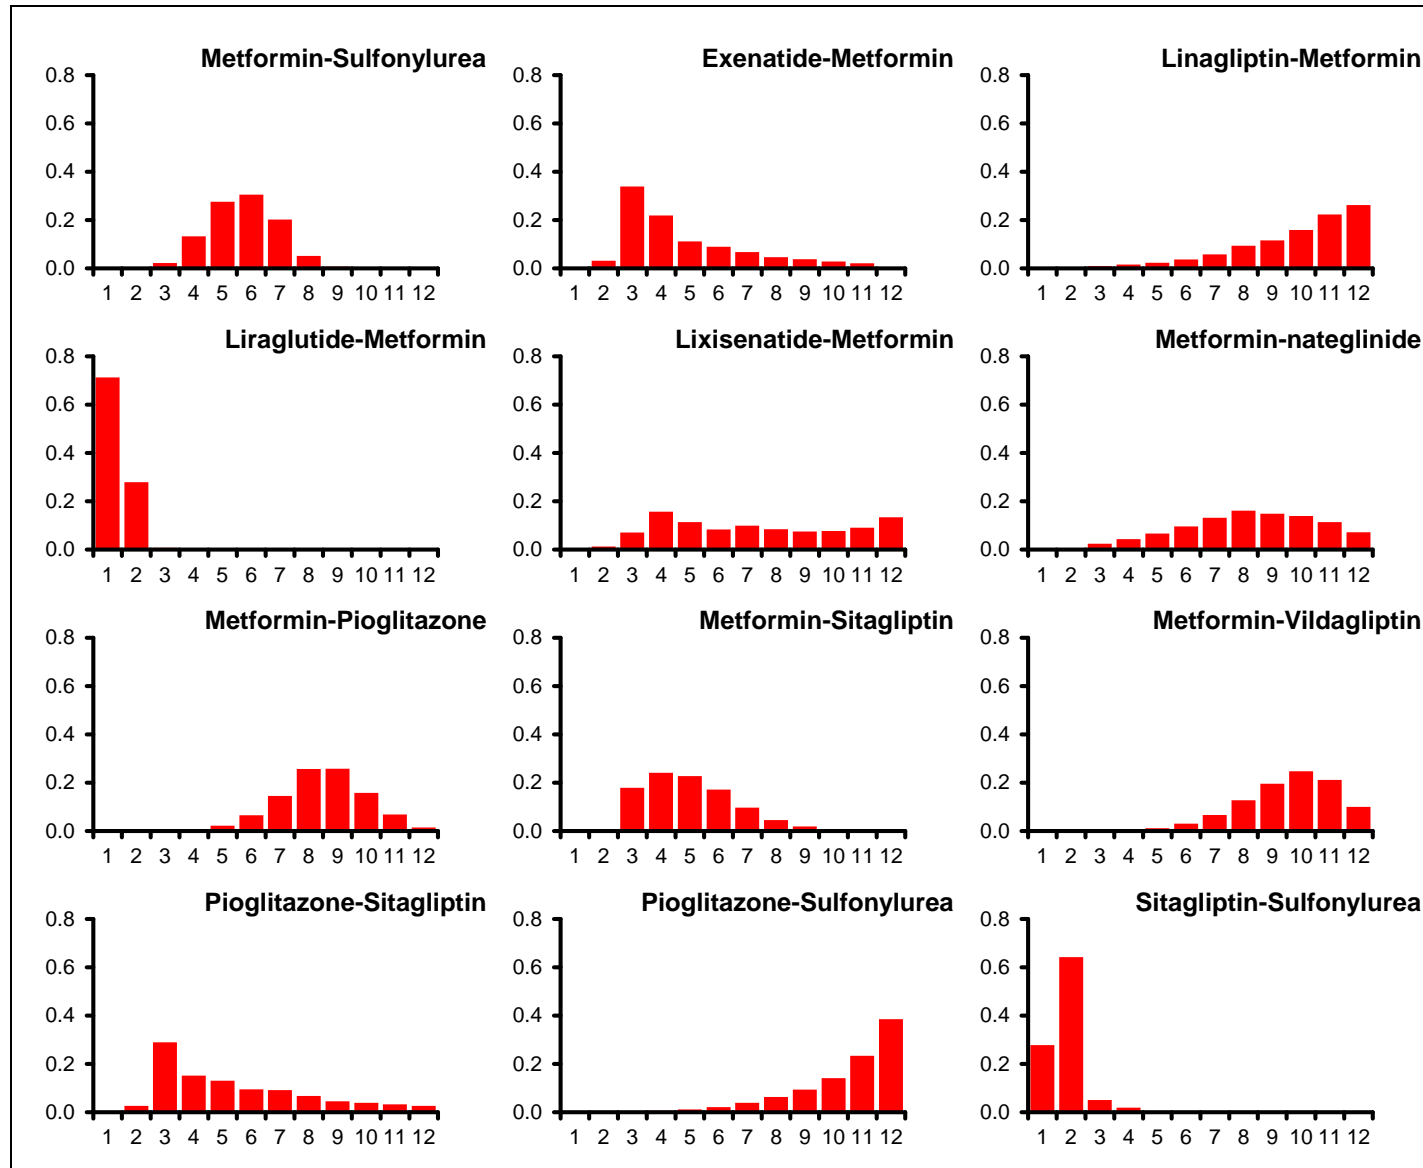 Metformin-Sulfonylurea
0.8
0.6
0.4
0.2
0.0
1 2 3 4 5 6 7 8 9 10 11 12
Exenatide-Metformin
0.8
0.6
0.4
0.2
0.0
1 2 3 4 5 6 7 8 9 10 11 12
Linagliptin-Metformin
0.8
0.6
0.4
0.2
0.0
1 2 3 4 5 6 7 8 9 10 11 12
Liraglutide-Metformin
0.8
0.6
0.4
0.2
0.0
1 2 3 4 5 6 7 8 9 10 11 12
Lixisenatide-Metformin
0.8
0.6
0.4
0.2
0.0
1 2 3 4 5 6 7 8 9 10 11 12
Metformin-nateglinide
0.8
0.6
0.4
0.2
0.0
1 2 3 4 5 6 7 8 9 10 11 12
Metformin-Pioglitazone
0.8
0.6
0.4
0.2
0.0
1 2 3 4 5 6 7 8 9 10 11 12
Metformin-Sitagliptin
0.8
0.6
0.4
0.2
0.0
1 2 3 4 5 6 7 8 9 10 11 12
Metformin-Vildagliptin
0.8
0.6
0.4
0.2
0.0
1 2 3 4 5 6 7 8 9 10 11 12
Pioglitazone-Sitagliptin
0.8
0.6
0.4
0.2
0.0
1 2 3 4 5 6 7 8 9 10 11 12
Pioglitazone-Sulfonylurea
0.8
0.6
0.4
0.2
0.0
1 2 3 4 5 6 7 8 9 10 11 12
Sitagliptin-Sulfonylurea
0.8
0.6
0.4
0.2
0.0
1 2 3 4 5 6 7 8 9 10 11 12